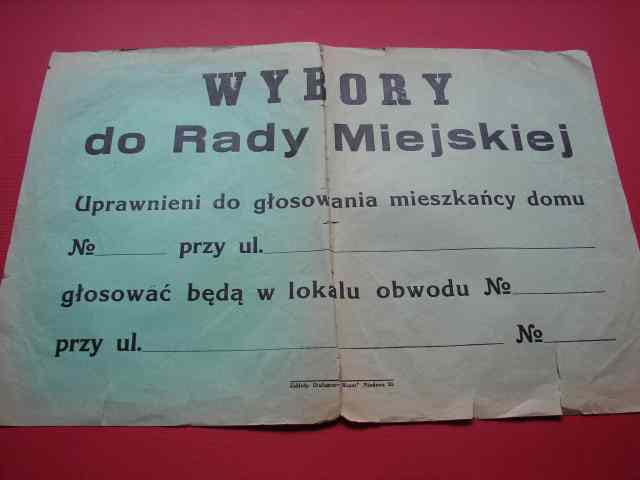 WYBORY
do Rady Miejskiej
Uprawnieni do głosowania mieszkańcy domu
№ przy ul.
głosować będą w lokalu obwodu №
przy ul. №
Zakłady